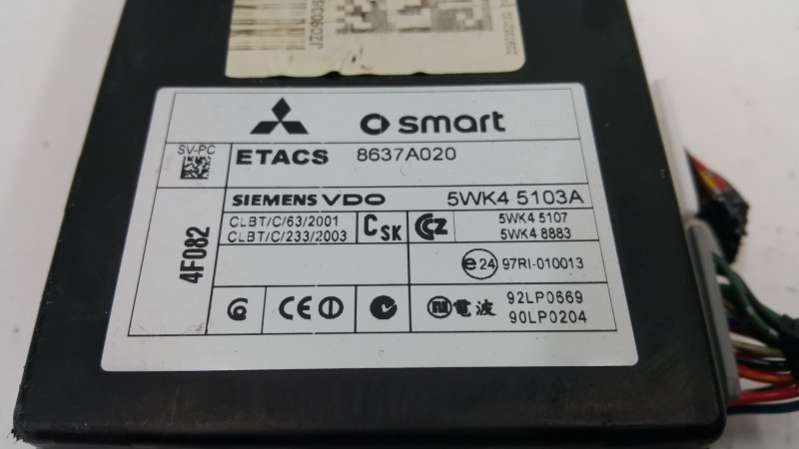 smart
SV-PC
ETACS 8637A020
SIEMENS VDO 5WK4 5103A
4F082
CLBT/C/63/2001
CLBT/C/233/2003
CSK
CCZ
5WK4 5107
5WK4 8883
e24 97RI-010013
CE
電波
92LP0669
90LP0204